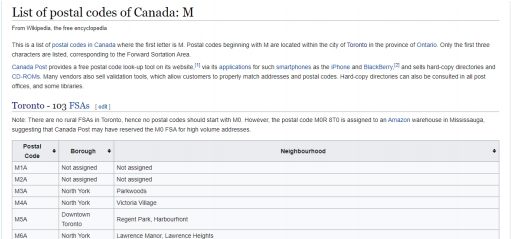 List of postal codes of Canada: M
From Wikipedia, the free encyclopedia
This is a list of postal codes in Canada where the first letter is M. Postal codes beginning with M are located within the city of Toronto in the province of Ontario. Only the first three
characters are listed, corresponding to the Forward Sortation Area.
Canada Post provides a free postal code look-up tool on its website,[1] via its applications for such smartphones as the iPhone and BlackBerry,[2] and sells hard-copy directories and
CD-ROMs. Many vendors also sell validation tools, which allow customers to properly match addresses and postal codes. Hard-copy directories can also be consulted in all post
offices, and some libraries.
Toronto - 103 FSAs [ edit ]
Note: There are no rural FSAs in Toronto, hence no postal codes should start with M0. However, the postal code M0R 8T0 is assigned to an Amazon warehouse in Mississauga,
suggesting that Canada Post may have reserved the M0 FSA for high volume addresses.
Postal Code Borough Neighbourhood
M1A Not assigned Not assigned
M2A Not assigned Not assigned
M3A North York Parkwoods
M4A North York Victoria Village
M5A Downtown Toronto Regent Park, Harbourfront
M6A North York Lawrence Manor, Lawrence Heights